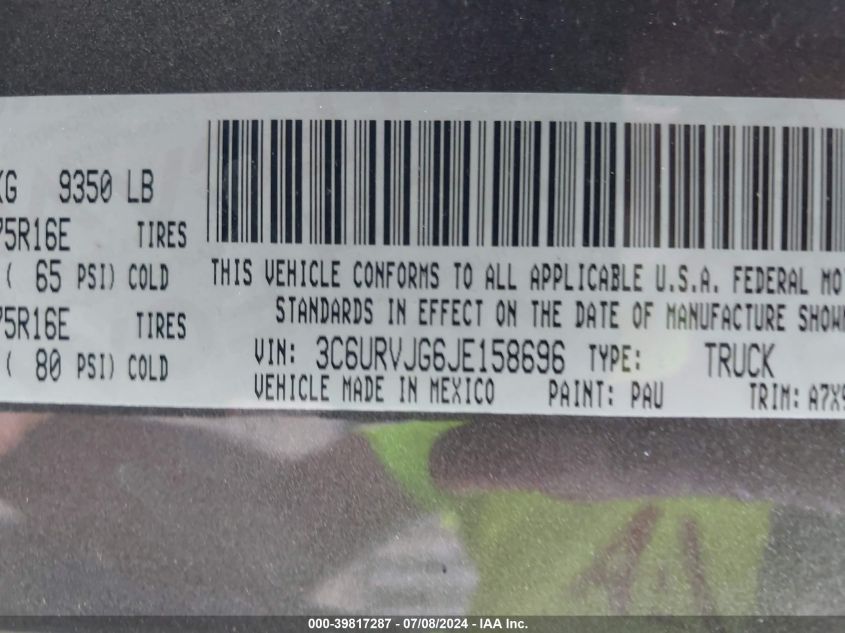 KG 9350 LB
75R16E TIRES
( 65 PSI) COLD
75R16E TIRES
( 80 PSI) COLD
THIS VEHICLE CONFORMS TO ALL APPLICABLE U.S.A. FEDERAL MO
STANDARDS IN EFFECT ON THE DATE OF MANUFACTURE SHOWN
VIN: 3C6URVJG6JE158696 TYPE: TRUCK
VEHICLE MADE IN MEXICO PAINT: PAU TRIM: A7X9
000-39817287 - 07/08/2024 - IAA Inc.